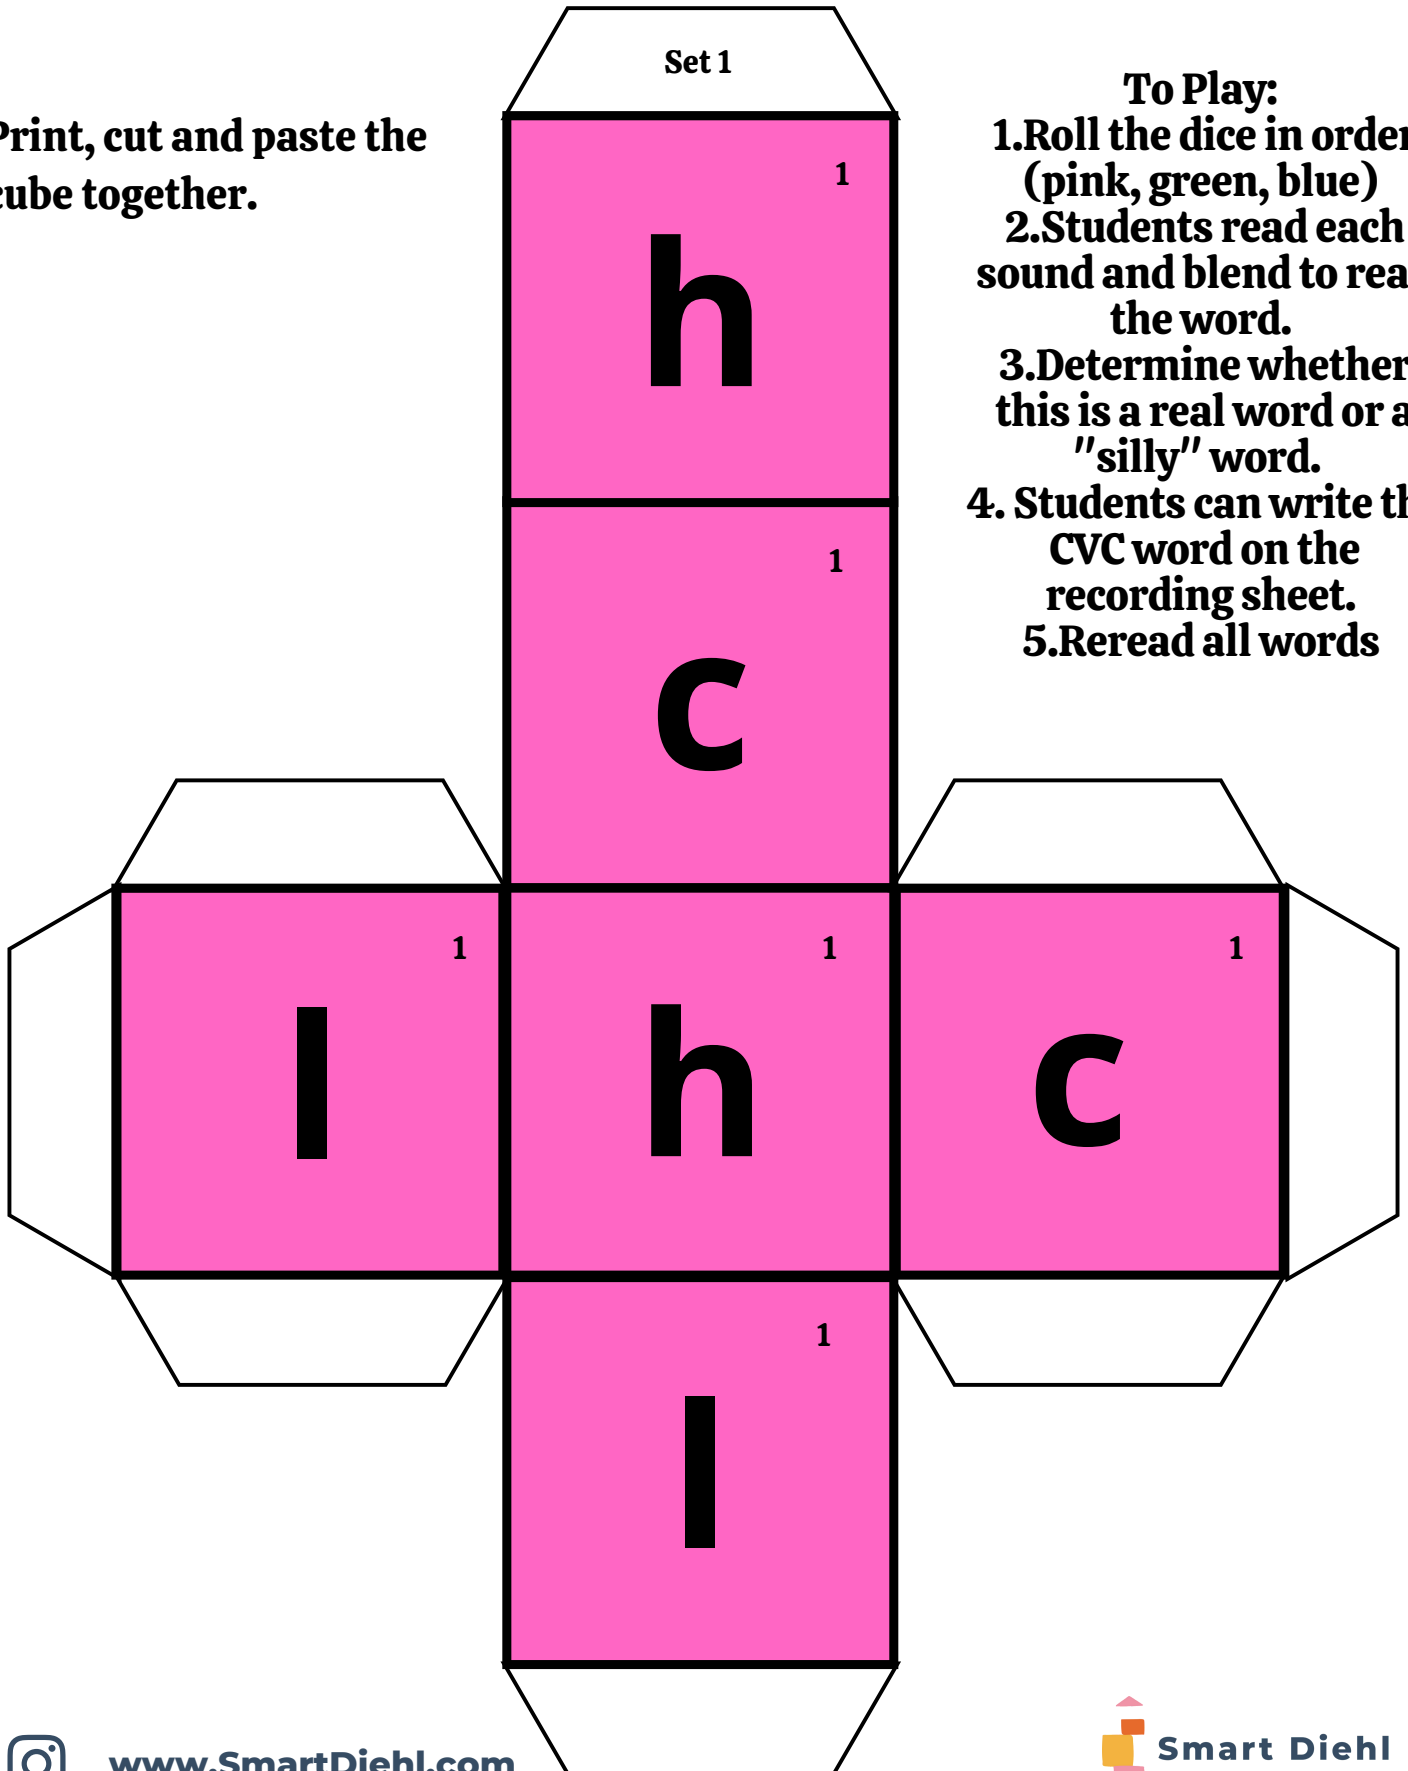 Set 1
Print, cut and paste the
cube together.
To Play:
1.Roll the dice in order
(pink, green, blue)
2.Students read each
sound and blend to rea
the word.
3.Determine whether
this is a real word or a
"silly" word.
4. Students can write th
CVC word on the
recording sheet.
5.Reread all words
1
h
1
c
1
l
1
h
1
c
1
l
www.SmartDiehl.com
Smart Diehl